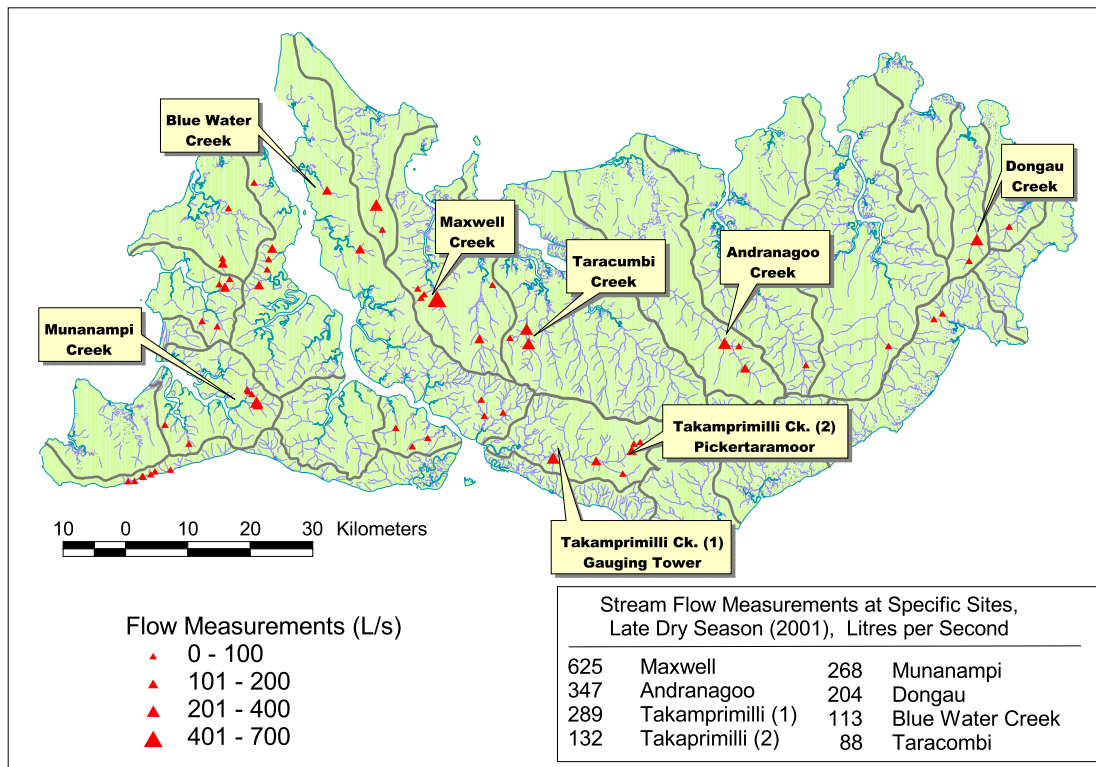 Blue Water
Creek
Dongau
Creek
Maxwell
Creek
Taracumbi
Creek
Andranagoo
Creek
Munanampi
Creek
Takamprimilli Ck. (2)
Pickertaramoor
Takamprimilli Ck. (1)
Gauging Tower
10 0 10 20 30 Kilometers
Flow Measurements (L/s)
0 - 100
101 - 200
201 - 400
401 - 700
Stream Flow Measurements at Specific Sites,
Late Dry Season (2001), Litres per Second
625 Maxwell
347 Andranagoo
289 Takamprimilli (1)
132 Takaprimilli (2)
268 Munanampi
204 Dongau
113 Blue Water Creek
88 Taracombi